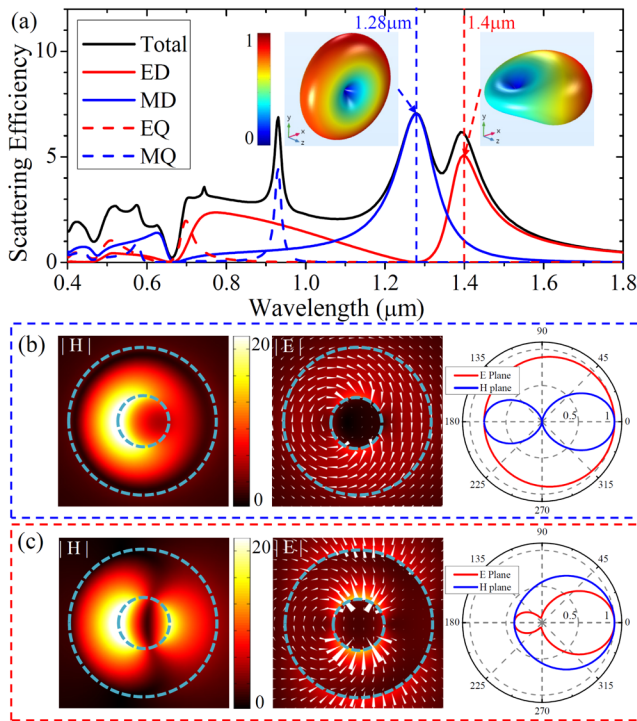 (a)
12
10
5
0
Scattering Efficiency
Total
ED
MD
EQ
MQ
1
0
y
x
z
1.28μm
1.4μm
y
x
z
0.4 0.6 0.8 1.0 1.2 1.4 1.6 1.8
Wavelength (μm)
(b)
|H|
20
0
|E|
E Plane
H plane
90
135 45
180 0.5 1 0
225 315
270
(c)
|H|
20
0
|E|
E Plane
H plane
90
135 45
180 0.5 1 0
225 315
270